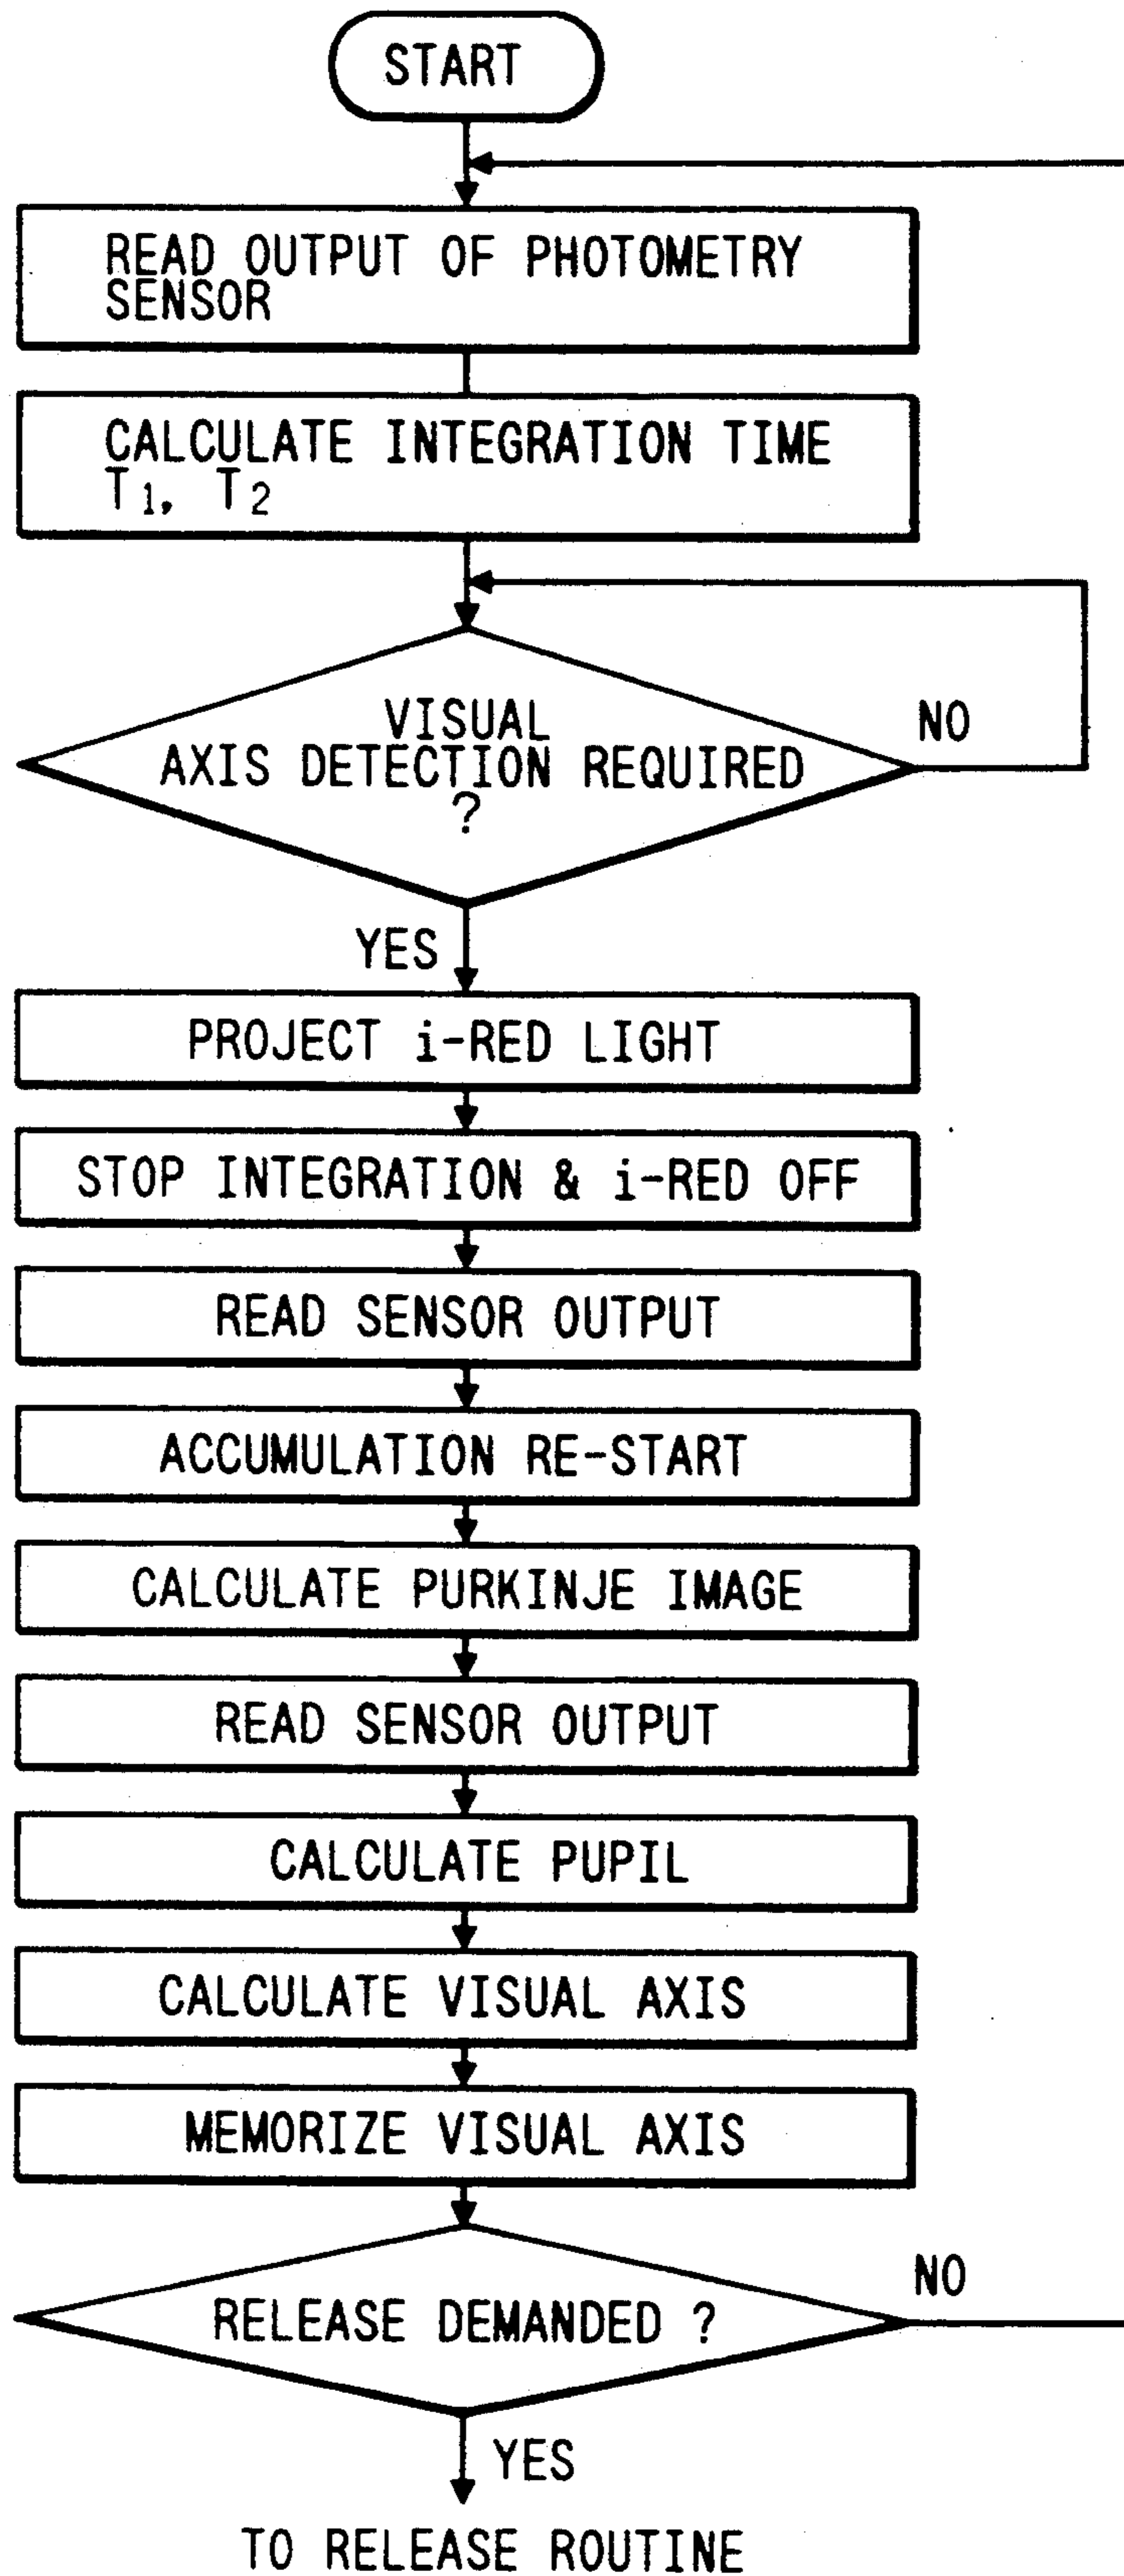 START
READ OUTPUT OF PHOTOMETRY
SENSOR
CALCULATE INTEGRATION TIME
T1, T2
VISUAL
AXIS DETECTION REQUIRED
?
NO
YES
PROJECT i-RED LIGHT
STOP INTEGRATION & i-RED OFF
READ SENSOR OUTPUT
ACCUMULATION RE-START
CALCULATE PURKINJE IMAGE
READ SENSOR OUTPUT
CALCULATE PUPIL
CALCULATE VISUAL AXIS
MEMORIZE VISUAL AXIS
NO
RELEASE DEMANDED ?
YES
TO RELEASE ROUTINE